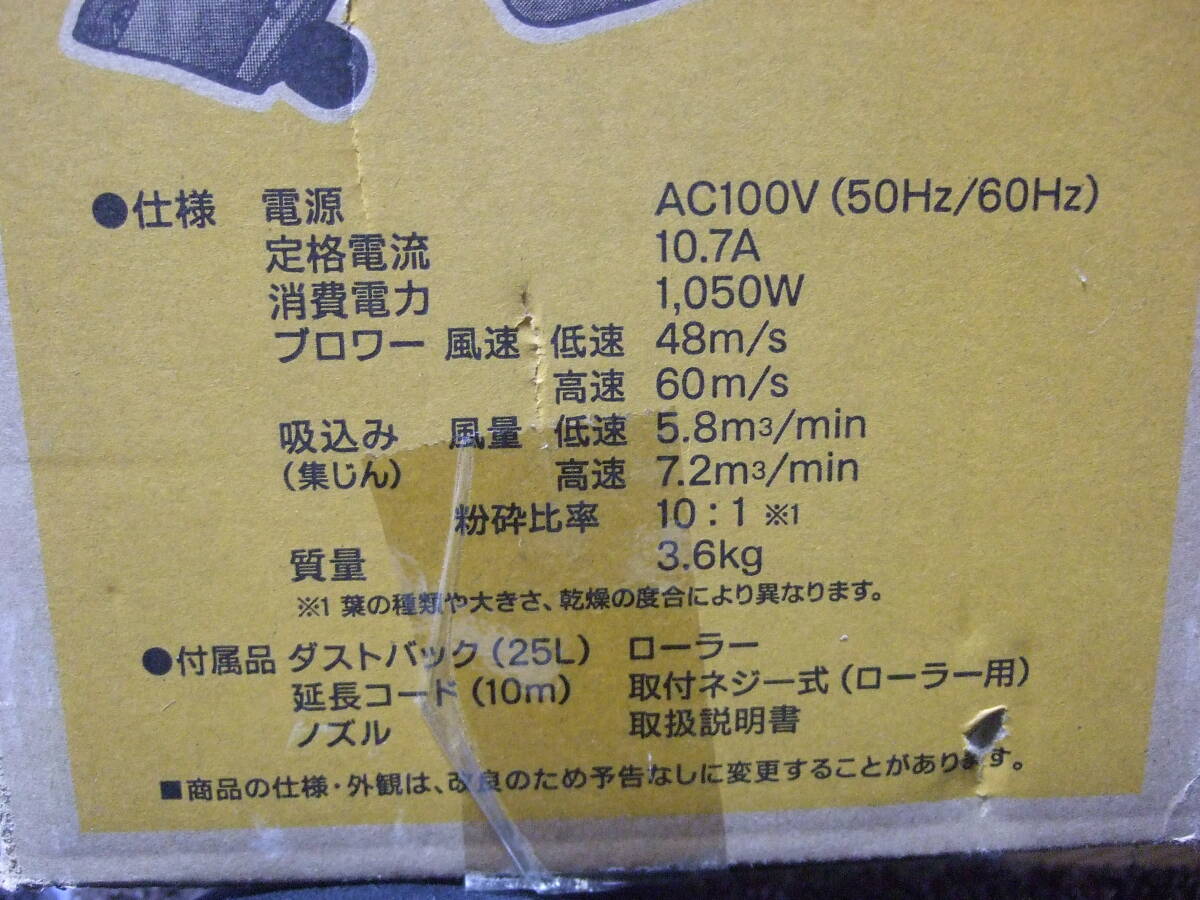 ●仕様 電源 AC100V (50Hz/60Hz)
定格電流 10.7A
消費電力 1,050W
ブロワー 風速 低速 48m/s
高速 60m/s
吸込み 風量 低速 5.8m3/min
(集じん) 高速 7.2m3/min
粉砕比率 10:1 ※1
質量 3.6kg
※1 葉の種類や大きさ、乾燥の度合により異なります。
●付属品 ダストバック(25L) ローラー
延長コード(10m) 取付ネジ一式(ローラー用)
ノズル 取扱説明書
■商品の仕様・外観は、改良のため予告なしに変更することがあります。